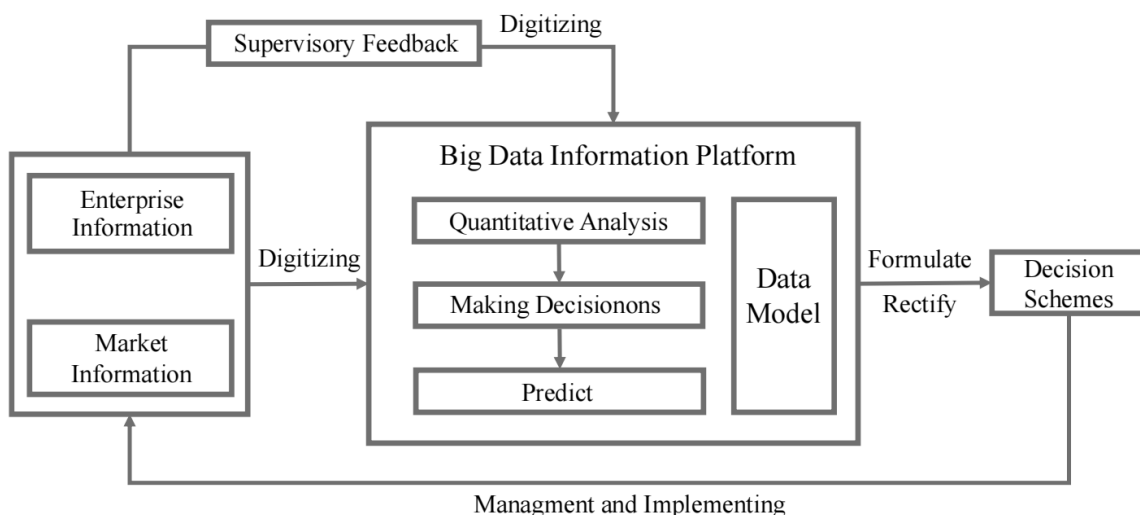 Digitizing
Supervisory Feedback
Big Data Information Platform
Enterprise
Information
Quantitative Analysis
Digitizing
Data
Model
Formulate
Rectify
Decision
Schemes
Making Decisionons
Market
Information
Predict
Managment and Implementing